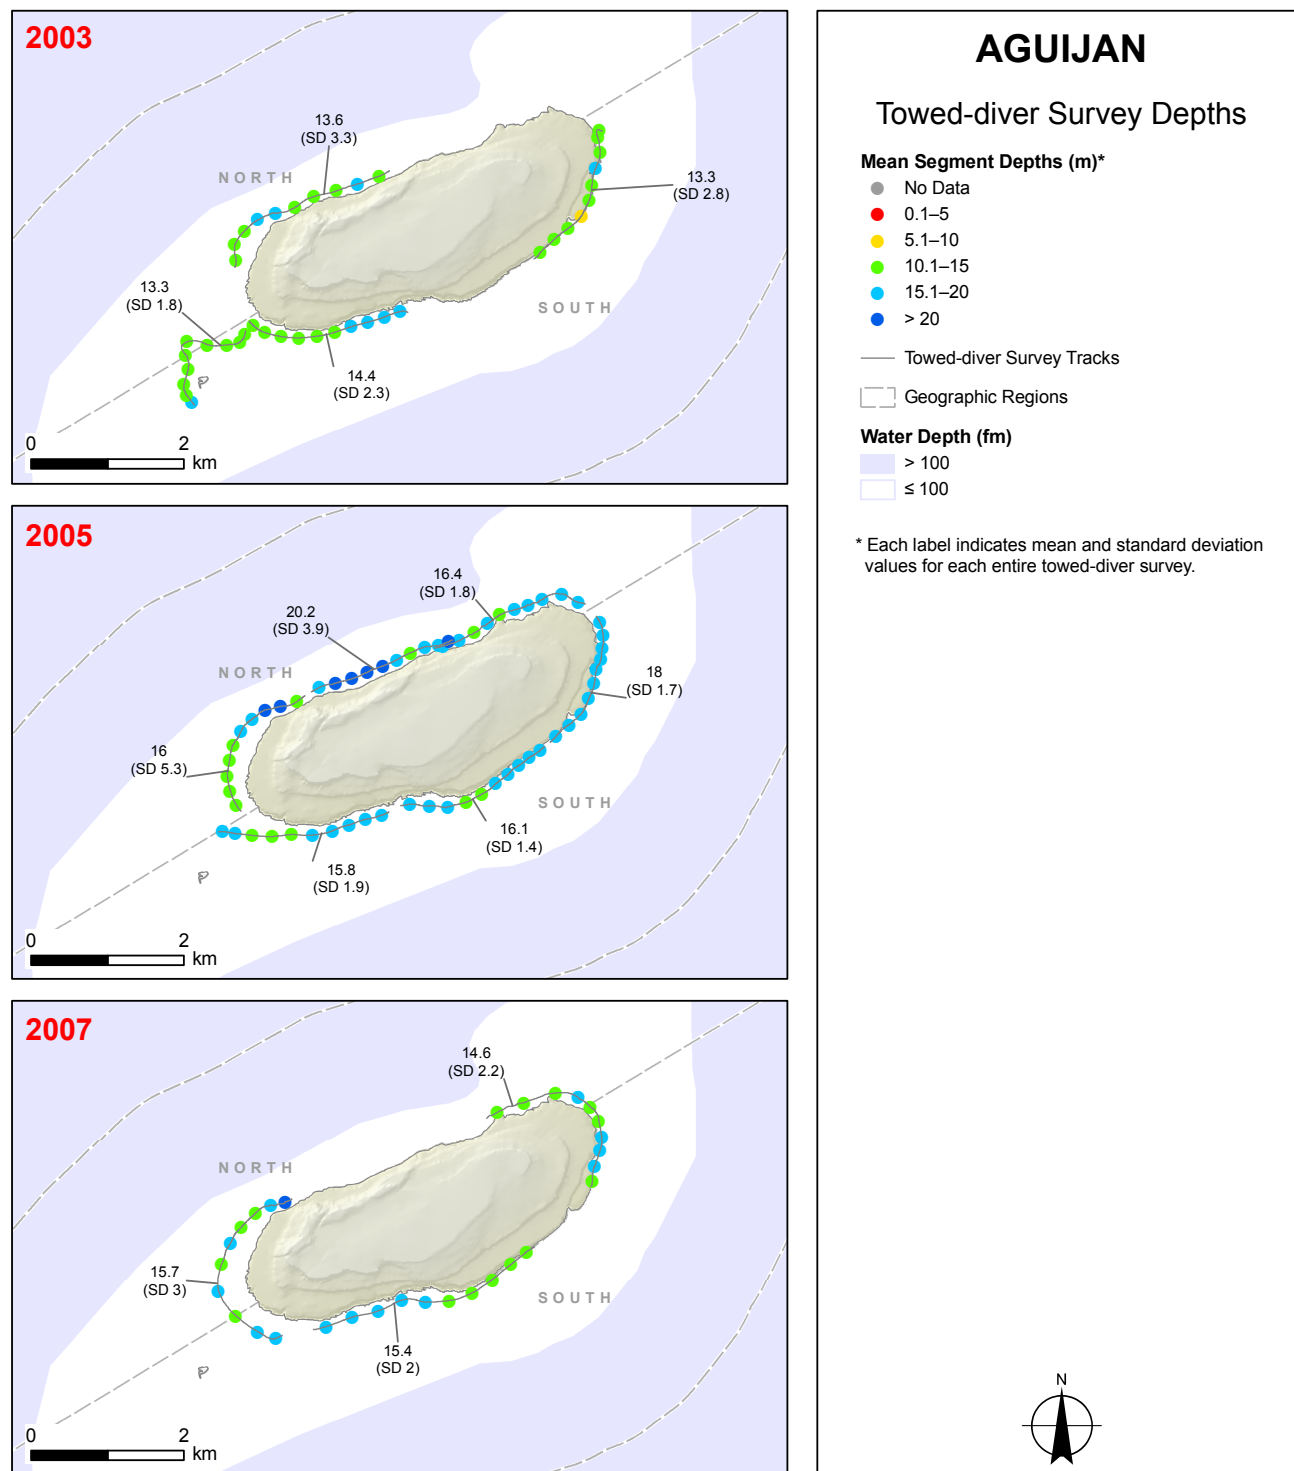 2003
13.6
(SD 3.3)
NORTH
13.3
(SD 2.8)
13.3
(SD 1.8)
SOUTH
14.4
(SD 2.3)
0 2
km
2005
16.4
(SD 1.8)
20.2
(SD 3.9)
NORTH
18
(SD 1.7)
16
(SD 5.3)
SOUTH
16.1
(SD 1.4)
15.8
(SD 1.9)
0 2
km
2007
14.6
(SD 2.2)
NORTH
15.7
(SD 3)
SOUTH
15.4
(SD 2)
0 2
km
AGUIJAN
Towed-diver Survey Depths
Mean Segment Depths (m)*
No Data
0.1–5
5.1–10
10.1–15
15.1–20
> 20
Towed-diver Survey Tracks
Geographic Regions
Water Depth (fm)
> 100
≤ 100
* Each label indicates mean and standard deviation
values for each entire towed-diver survey.
N